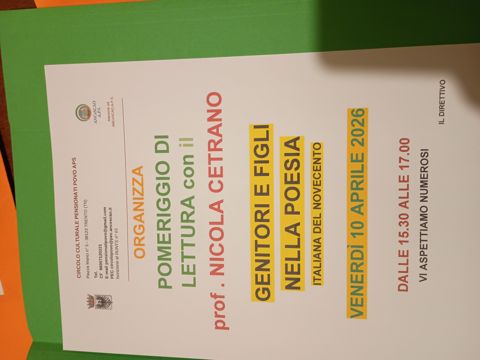 CIRCOLO CULTURALE PENSIONATI POVO APS
ANCeSCAO
A.P.S.
ORGANIZZA
POMERIGGIO DI
LETTURA con il
prof . NICOLA CETRANO
GENITORI E FIGLI
NELLA POESIA
ITALIANA DEL NOVECENTO
VENERDÌ 10 APRILE 2026
DALLE 15.30 ALLE 17.00
VI ASPETTIAMO NUMEROSI
IL DIRETTIVO